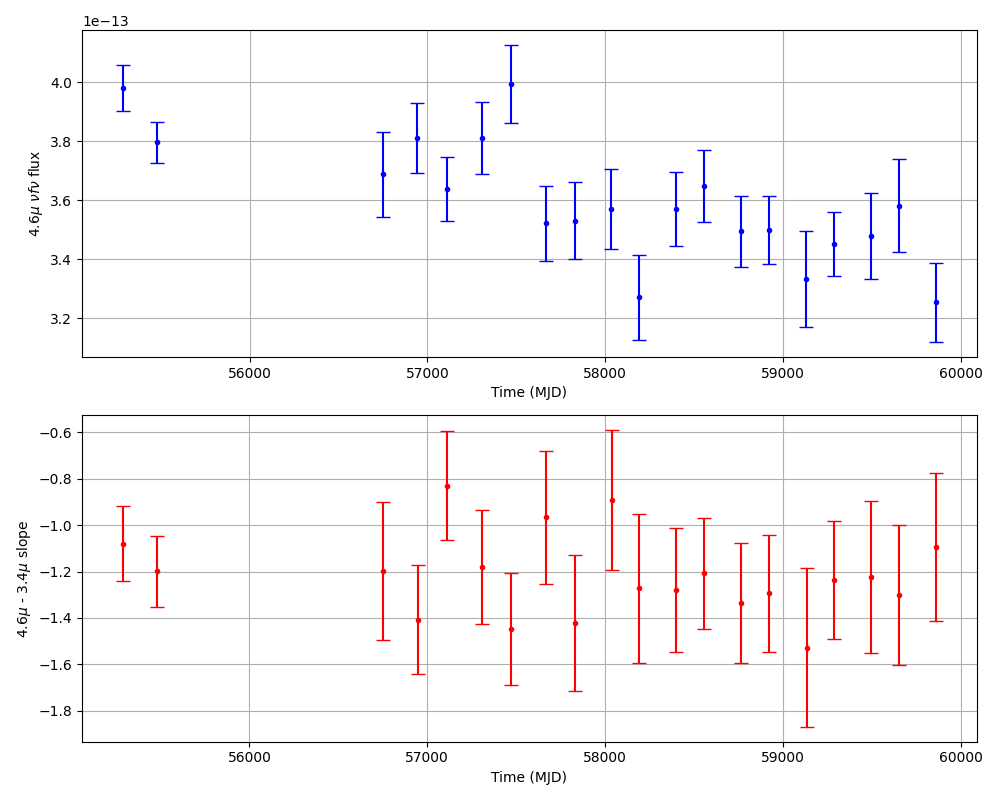 1e−13
4.0
3.8
3.6
3.4
3.2
4.6μ νfν flux
56000 57000 58000 59000 60000
Time (MJD)
−0.6
−0.8
−1.0
−1.2
−1.4
−1.6
−1.8
4.6μ - 3.4μ slope
56000 57000 58000 59000 60000
Time (MJD)